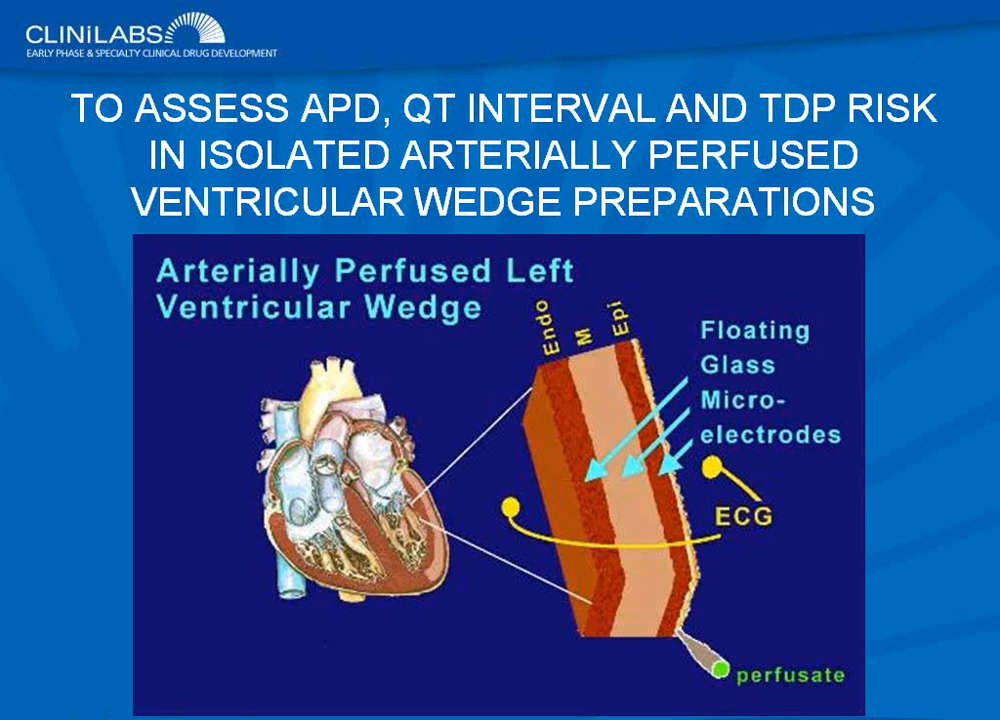 CLINiLABS
EARLY PHASE & SPECIALTY CLINICAL DRUG DEVELOPMENT
TO ASSESS APD, QT INTERVAL AND TDP RISK
IN ISOLATED ARTERIALLY PERFUSED
VENTRICULAR WEDGE PREPARATIONS
Arterially Perfused Left
Ventricular Wedge
Endo
M
Epi
Floating
Glass
Micro-
electrodes
ECG
perfusate